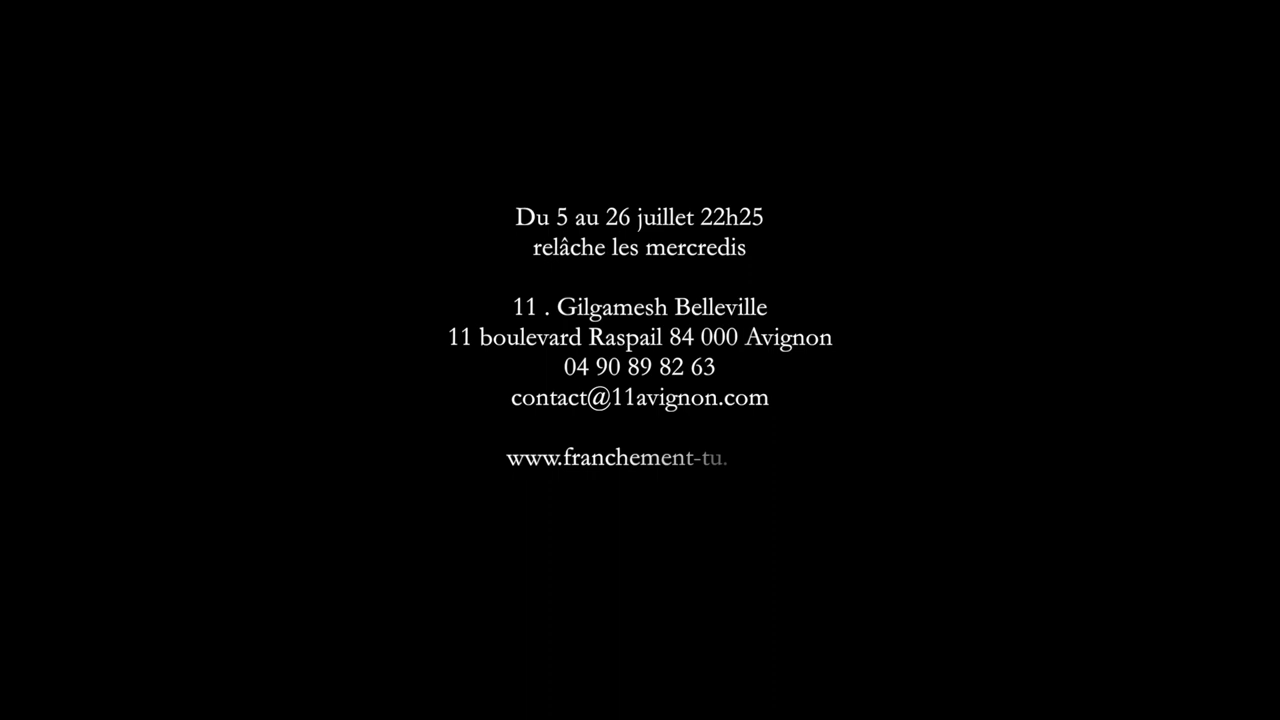 Du 5 au 26 juillet 22h25
relâche les mercredis
11 . Gilgamesh Belleville
11 boulevard Raspail 84 000 Avignon
04 90 89 82 63
contact@11avignon.com
www.franchement-tu.